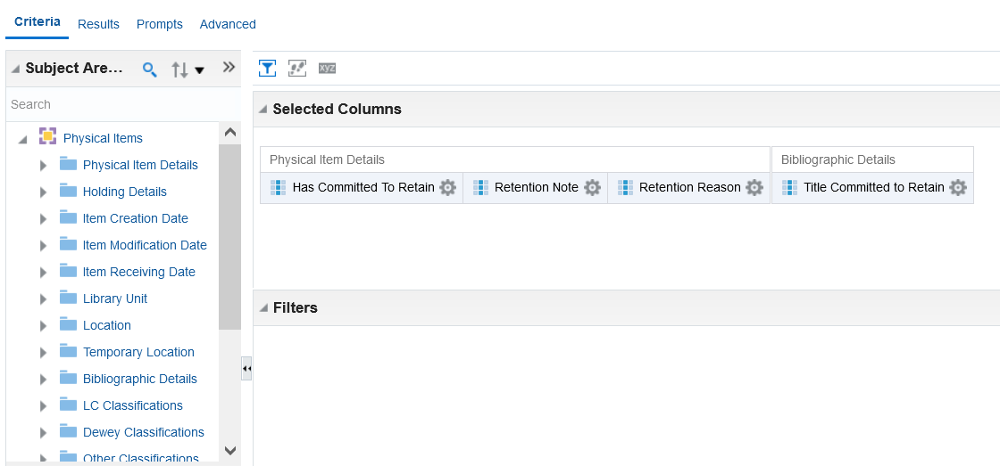 Criteria Results Prompts Advanced
Subject Are...
Search
Physical Items
Physical Item Details
Holding Details
Item Creation Date
Item Modification Date
Item Receiving Date
Library Unit
Location
Temporary Location
Bibliographic Details
LC Classifications
Dewey Classifications
Other Classifications
xyz
Selected Columns
Physical Item Details Bibliographic Details
Has Committed To Retain Retention Note Retention Reason Title Committed to Retain
Filters